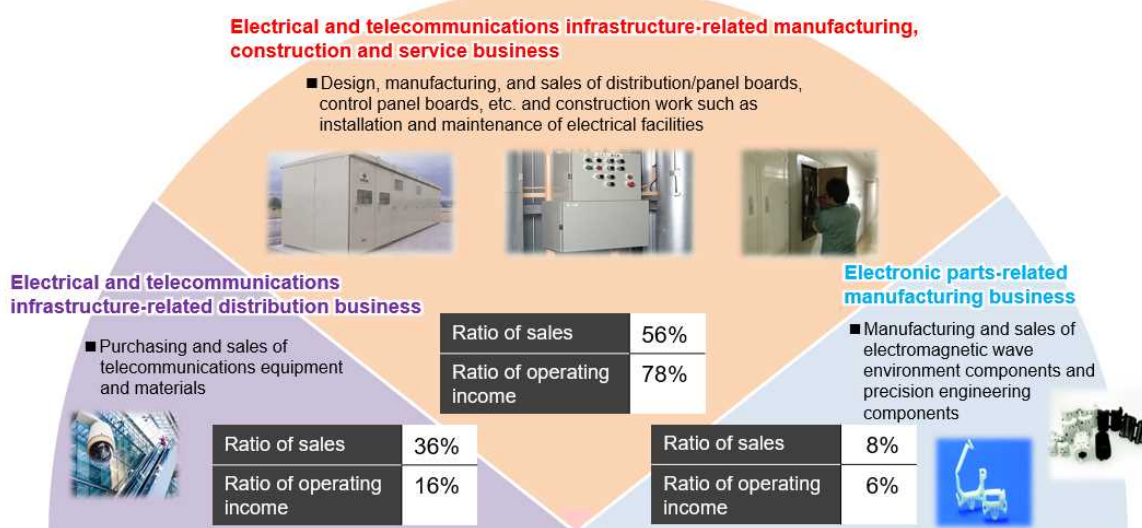 Electrical and telecommunications infrastructure-related manufacturing,
construction and service business
■ Design, manufacturing, and sales of distribution/panel boards,
control panel boards, etc. and construction work such as
installation and maintenance of electrical facilities
Electrical and telecommunications
infrastructure-related distribution business
■ Purchasing and sales of
telecommunications equipment
and materials
Ratio of sales 36%
Ratio of operating 16%
income
Ratio of sales 56%
Ratio of operating 78%
income
Electronic parts-related
manufacturing business
■ Manufacturing and sales of
electromagnetic wave
environment components and
precision engineering
components
Ratio of sales 8%
Ratio of operating 6%
income